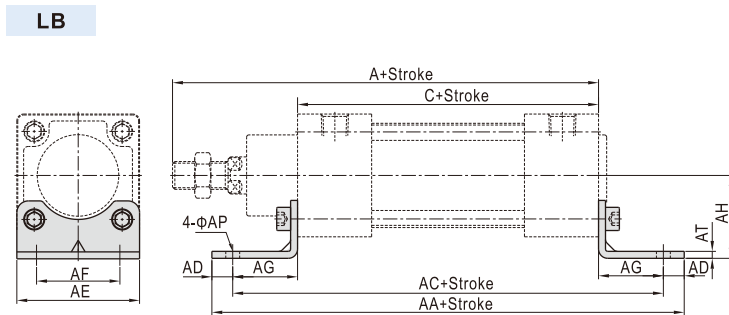 LB
A+Stroke
C+Stroke
4-ΦAP
AH
AT
AD
AG
AG
AD
AF
AE
AC+Stroke
AA+Stroke